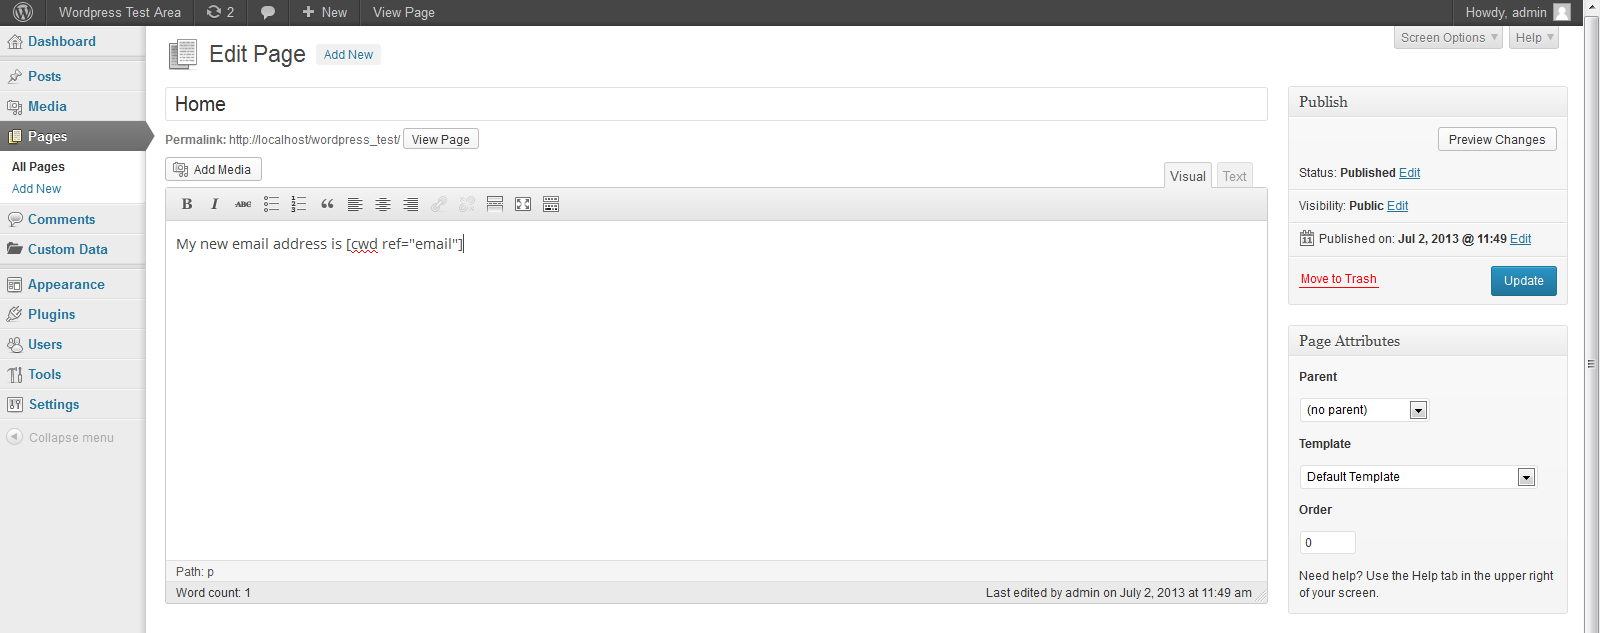 Wordpress Test Area 2 New View Page Howdy, admin
Dashboard
Posts
Media
Pages
All Pages
Add New
Comments
Custom Data
Appearance
Plugins
Users
Tools
Settings
Collapse menu
Screen Options Help
Edit Page Add New
Home
Permalink: http://localhost/wordpress_test/ View Page
Add Media
Visual Text
B I ABC
My new email address is [cwd ref="email"]
Path: p
Word count: 1 Last edited by admin on July 2, 2013 at 11:49 am
Publish
Preview Changes
Status: Published Edit
Visibility: Public Edit
11 Published on: Jul 2, 2013 @ 11:49 Edit
Move to Trash Update
Page Attributes
Parent
(no parent)
Template
Default Template
Order
0
Need help? Use the Help tab in the upper right
of your screen.